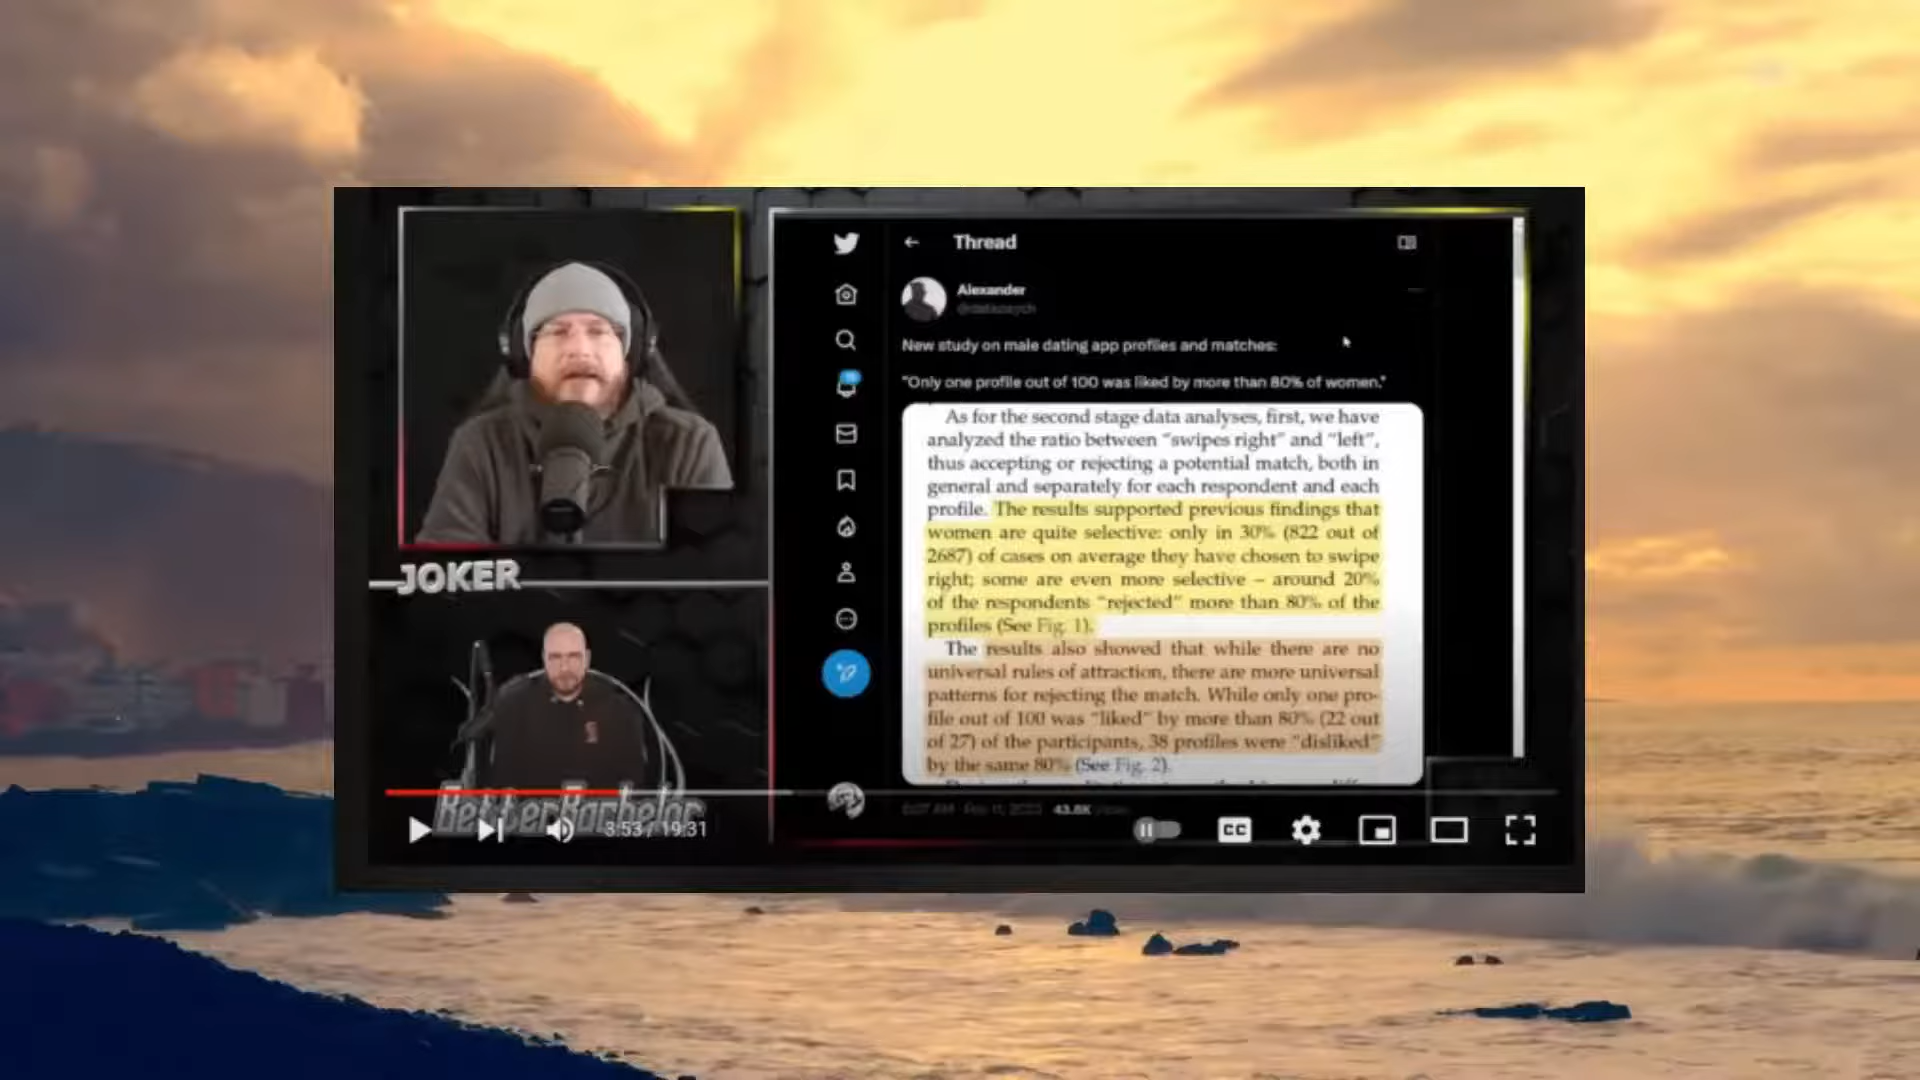 Thread
Alexander
New study on male dating app profiles and matches:
"Only one profile out of 100 was liked by more than 80% of women."
As for the second stage data analyses, first, we have
analyzed the ratio between "swipes right" and "left",
thus accepting or rejecting a potential match, both in
general and separately for each respondent and each
profile. The results supported previous findings that
women are quite selective: only in 30% (822 out of
2687) of cases on average they have chosen to swipe
right; some are even more selective – around 20%
of the respondents "rejected" more than 80% of the
profiles (See Fig. 1).
The results also showed that while there are no
universal rules of attraction, there are more universal
patterns for rejecting the match. While only one pro-
file out of 100 was "liked" by more than 80% (22 out
of 27) of the participants, 38 profiles were "disliked"
by the same 80% (See Fig. 2).
43.8K
JOKER
BetterBachelor
3:53 / 19:31
CC